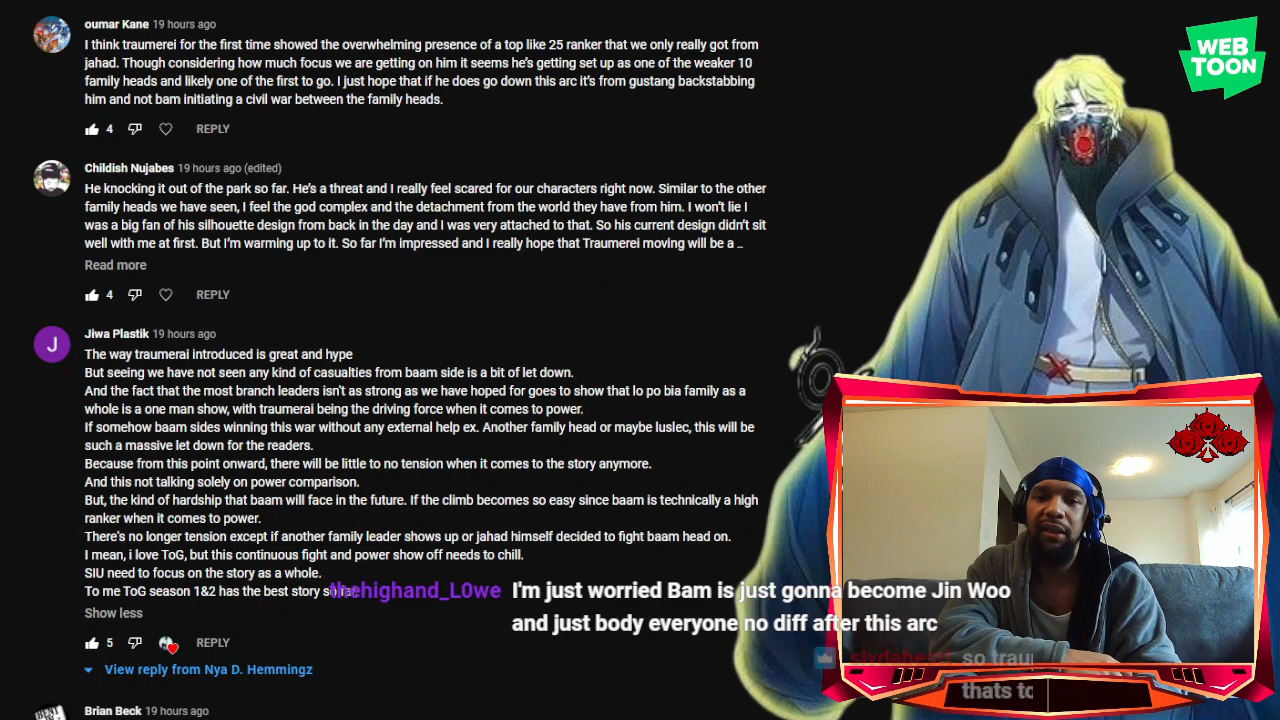 oumar Kane 19 hours ago
I think traumerei for the first time showed the overwhelming presence of a top like 25 ranker that we only really got from
jahad. Though considering how much focus we are getting on him it seems he's getting set up as one of the weaker 10
family heads and likely one of the first to go. I just hope that if he does go down this arc it's from gustang backstabbing
him and not bam initiating a civil war between the family heads.
4 REPLY
Childish Nujabes 19 hours ago (edited)
He knocking it out of the park so far. He's a threat and I really feel scared for our characters right now. Similar to the other
family heads we have seen, I feel the god complex and the detachment from the world they have from him. I won't lie I
was a big fan of his silhouette design from back in the day and I was very attached to that. So his current design didn't sit
well with me at first. But I'm warming up to it. So far I'm impressed and I really hope that Traumerei moving will be a ..
Read more
4 REPLY
J
Jiwa Plastik 19 hours ago
The way traumerai introduced is great and hype
But seeing we have not seen any kind of casualties from baam side is a bit of let down.
And the fact that the most branch leaders isn't as strong as we have hoped for goes to show that lo po bia family as a
whole is a one man show, with traumerai being the driving force when it comes to power.
If somehow baam sides winning this war without any external help ex. Another family head or maybe luslec, this will be
such a massive let down for the readers.
Because from this point onward, there will be little to no tension when it comes to the story anymore.
And this not talking solely on power comparison.
But, the kind of hardship that baam will face in the future. If the climb becomes so easy since baam is technically a high
ranker when it comes to power.
There's no longer tension except if another family leader shows up or jahad himself decided to fight baam head on.
I mean, i love ToG, but this continuous fight and power show off needs to chill.
SIU need to focus on the story as a whole.
To me ToG season 1&2 has the best story so far
Show less
5 REPLY
View reply from Nya D. Hemmingz
Brian Beck 19 hours ago
WEB
TOON
thehighand_L0we I'm just worried Bam is just gonna become Jin Woo
and just body everyone no diff after this arc
so
thats